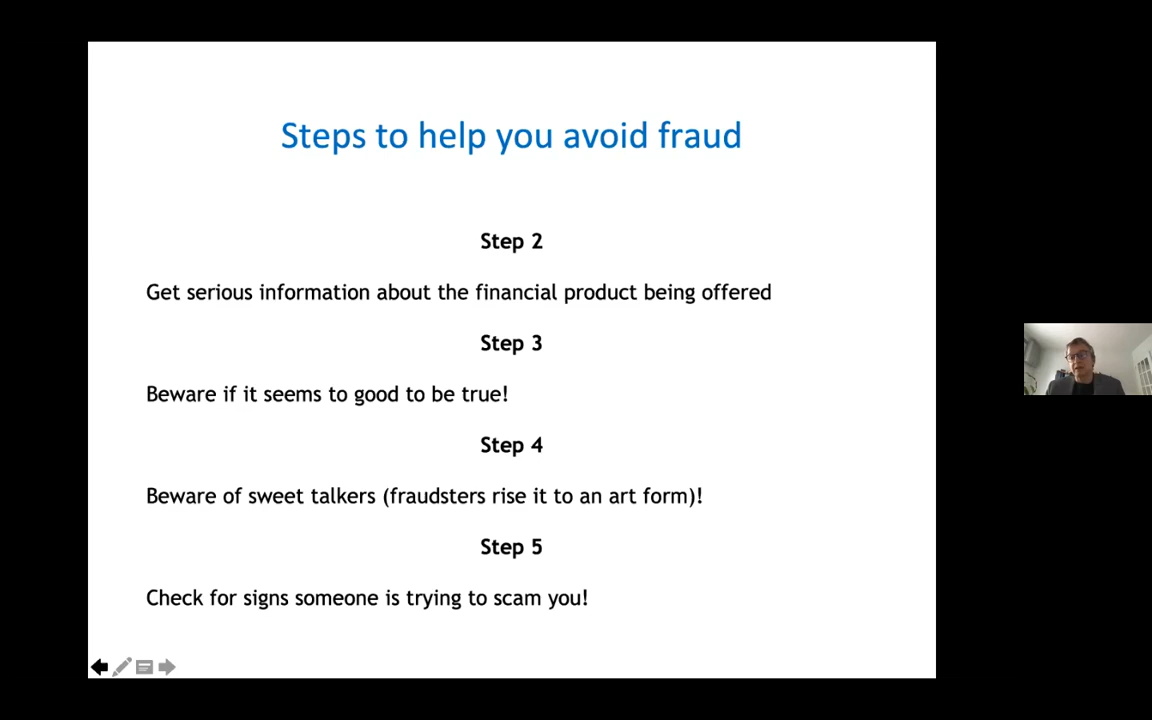 Steps to help you avoid fraud
Step 2
Get serious information about the financial product being offered
Step 3
Beware if it seems to good to be true!
Step 4
Beware of sweet talkers (fraudsters rise it to an art form)!
Step 5
Check for signs someone is trying to scam you!